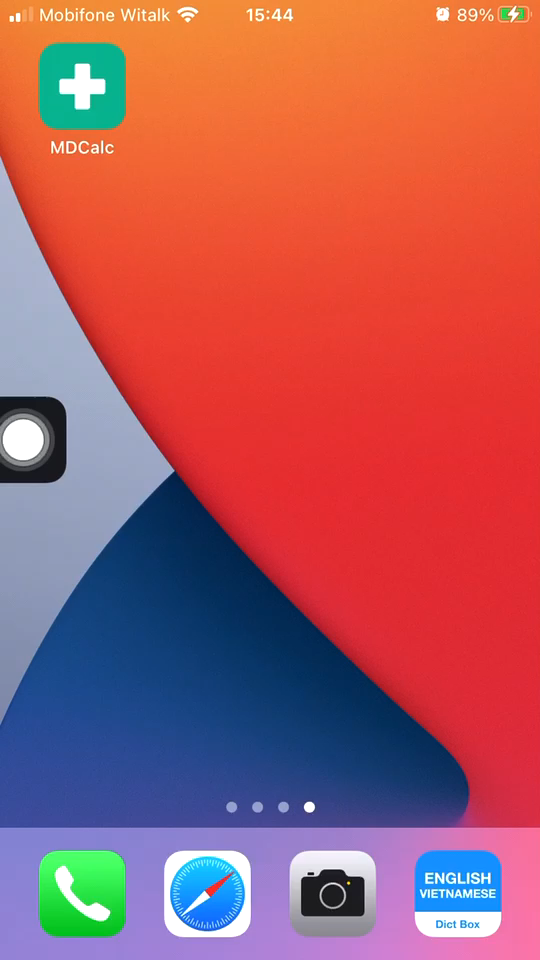 Mobifone Witalk 15:44 89%
MDCalc
ENGLISH
VIETNAMESE
Dict Box